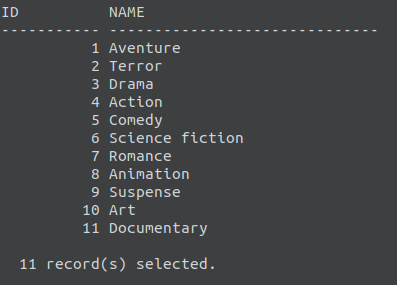 ID          NAME
----------- ------------------------------
          1 Aventure
          2 Terror
          3 Drama
          4 Action
          5 Comedy
          6 Science fiction
          7 Romance
          8 Animation
          9 Suspense
         10 Art
         11 Documentary
  11 record(s) selected.